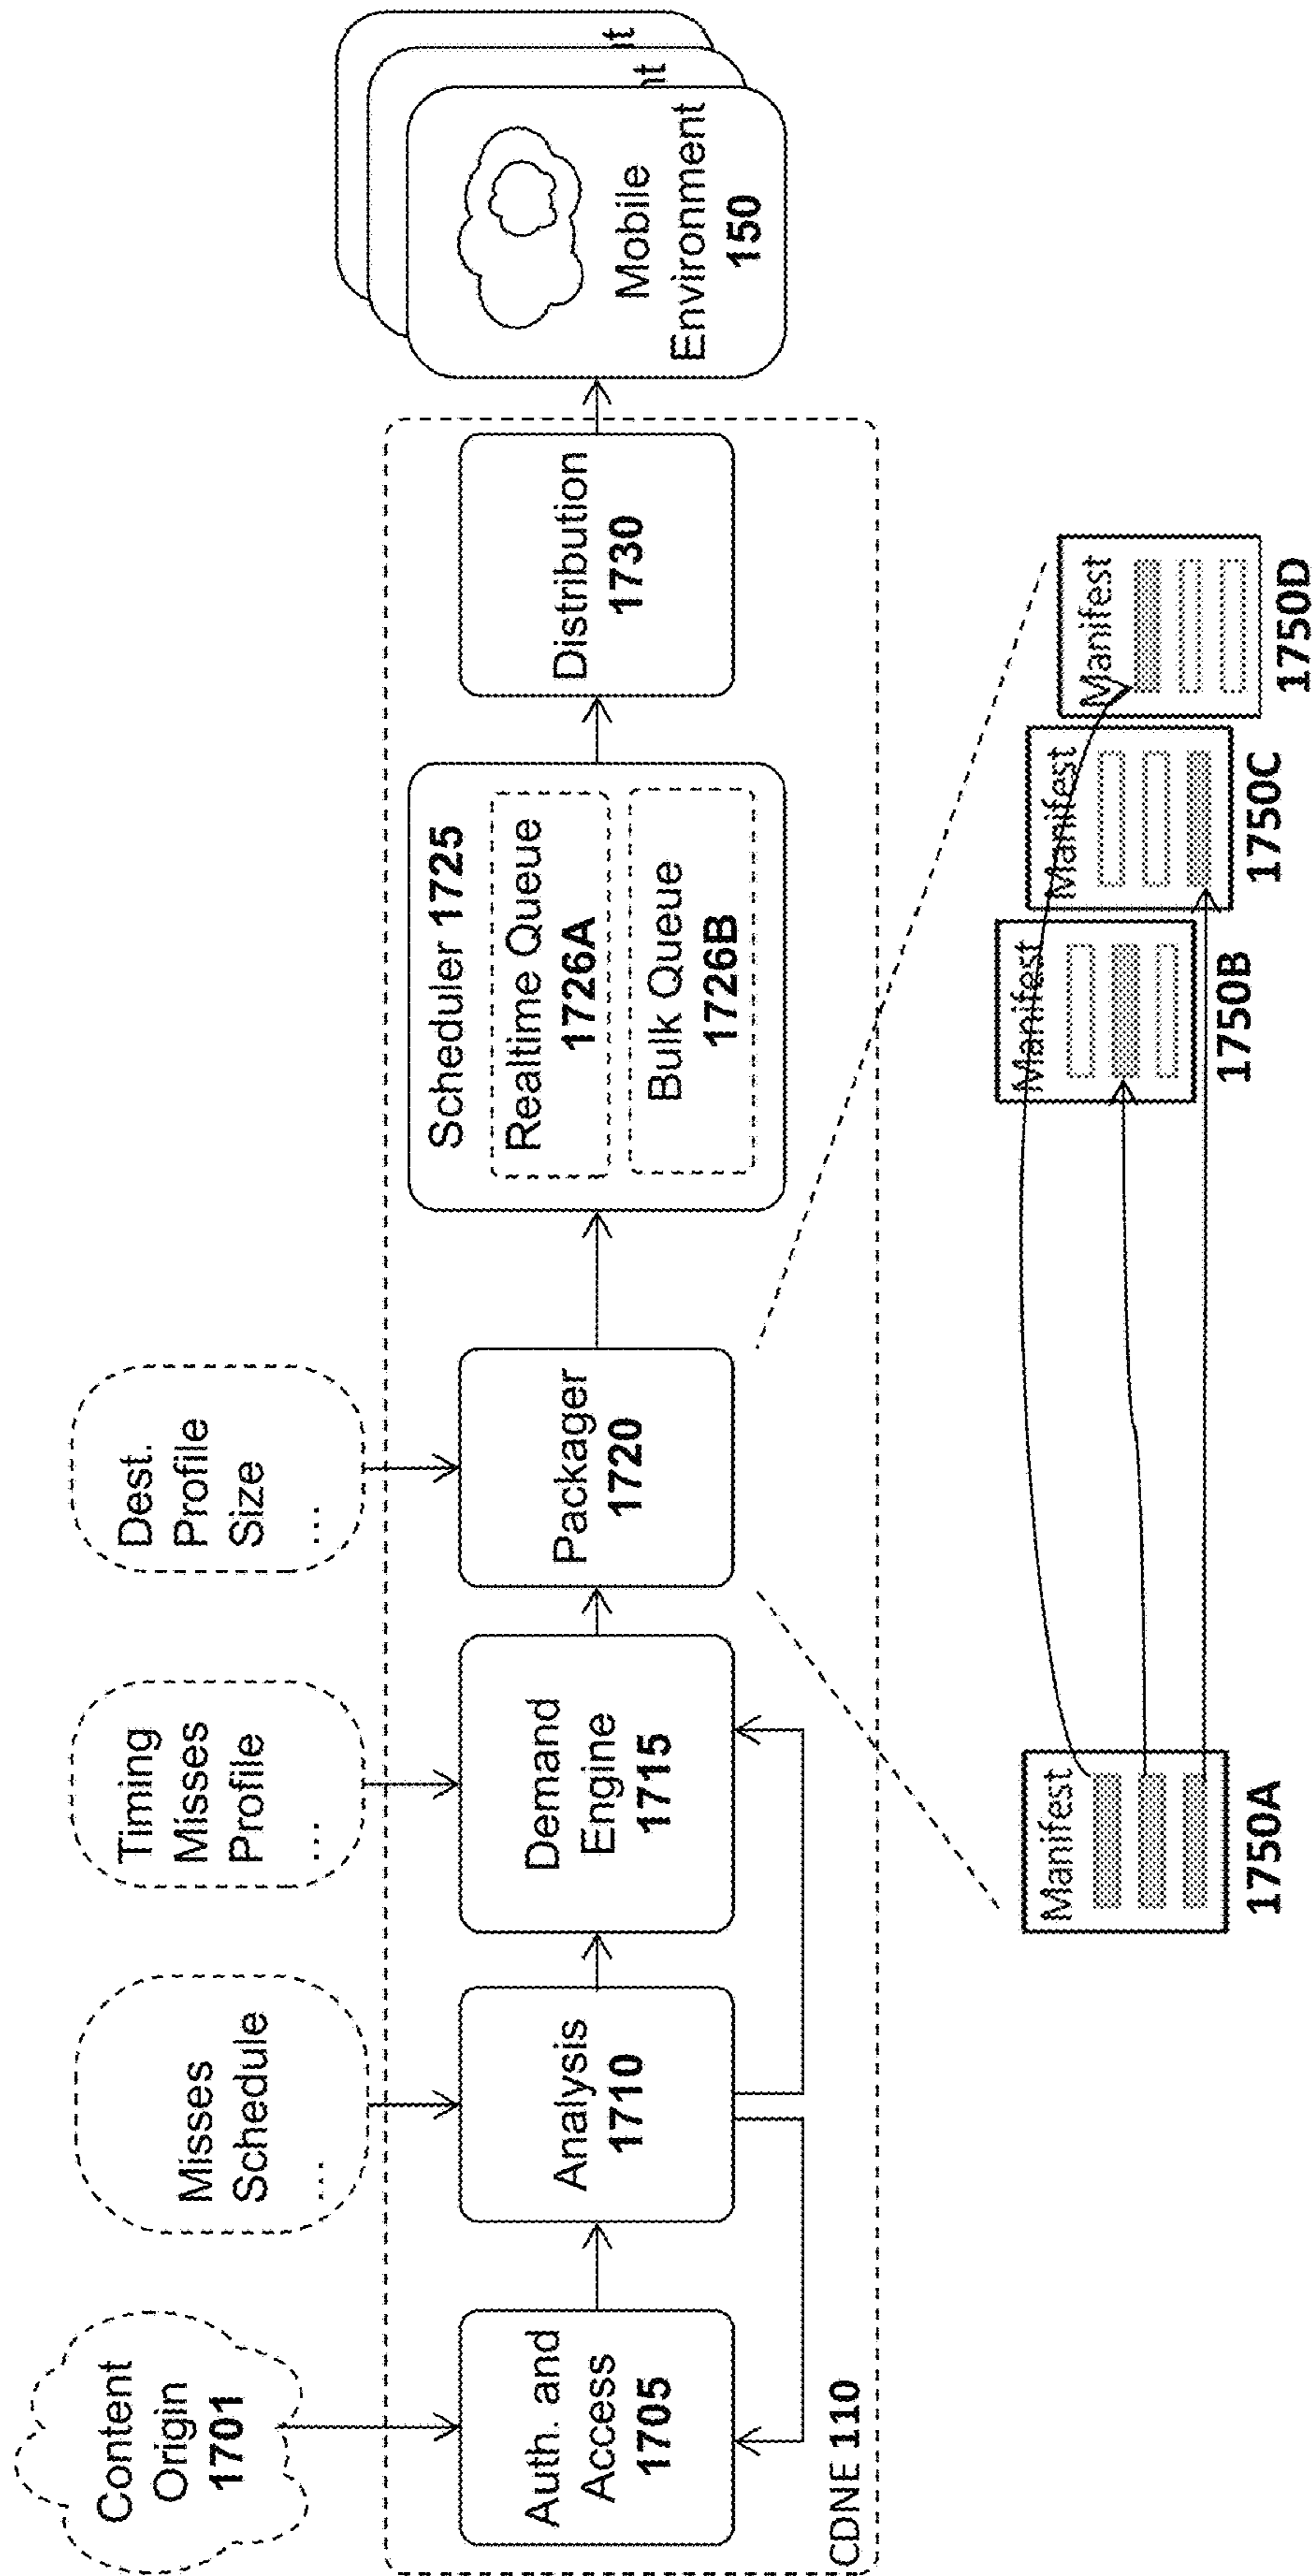 Content
Origin
1701
Misses
Schedule
...
Timing
Misses
Profile
...
Dest.
Profile
Size
...
Auth. and
Access
1705
Analysis
1710
Demand
Engine
1715
Packager
1720
Scheduler 1725
Realtime Queue
1726A
Bulk Queue
1726B
Distribution
1730
Mobile
Environment
150
nt
nt
CDNE 110
Manifest
1750A
Manifest
1750B
Manifest
1750C
Manifest
1750D